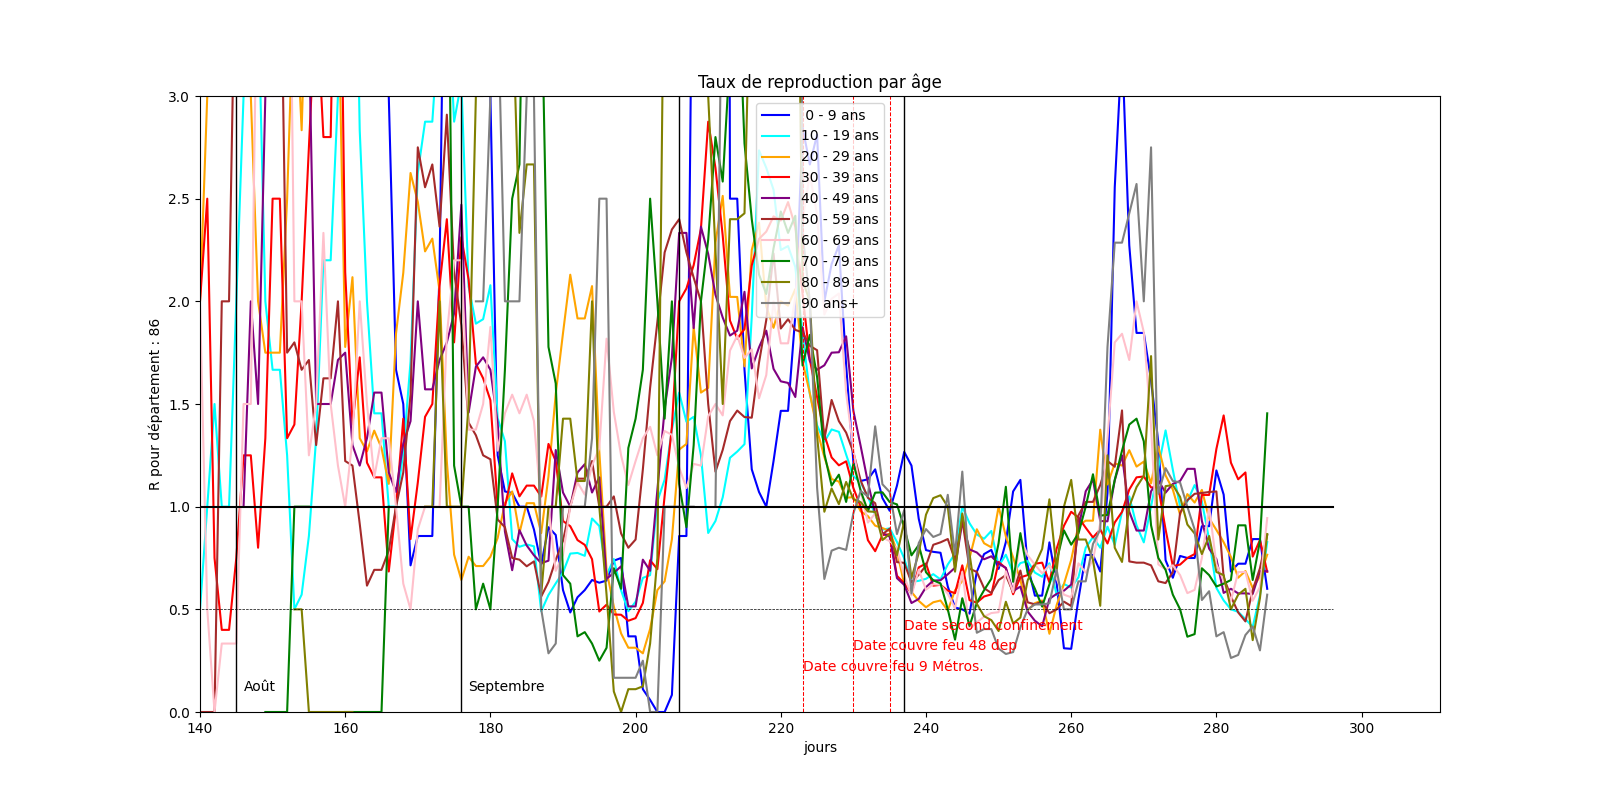 Taux de reproduction par âge
R pour département : 86
3.0
2.5
2.0
1.5
1.0
0.5
0.0
0 - 9 ans
10 - 19 ans
20 - 29 ans
30 - 39 ans
40 - 49 ans
50 - 59 ans
60 - 69 ans
70 - 79 ans
80 - 89 ans
90 ans+
Date second confinement
Date couvre feu 48 dep
Date couvre feu 9 Métros.
Août
Septembre
140 160 180 200 220 240 260 280 300
jours